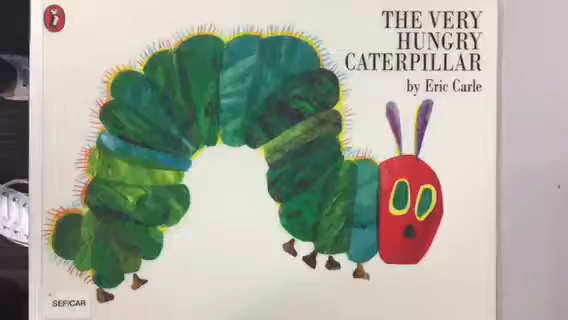 THE VERY
HUNGRY
CATERPILLAR
by Eric Carle
SEF/CAR